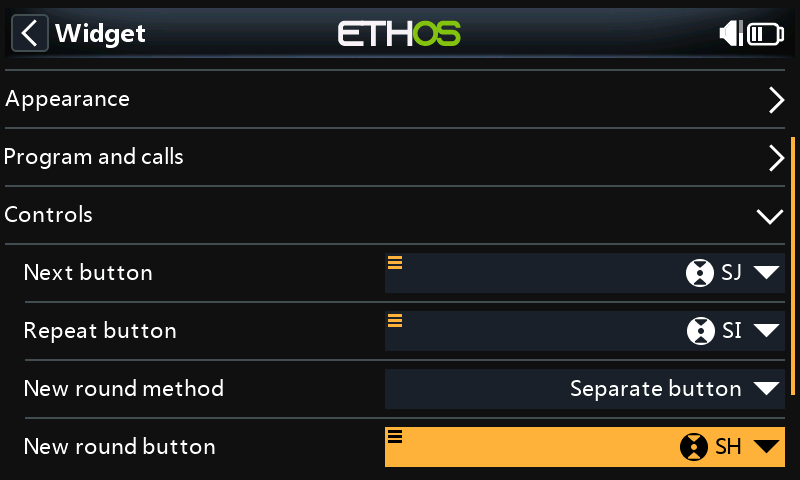 Widget
ETHOS
Appearance
Program and calls
Controls
Next button SJ
Repeat button SI
New round method Separate button
New round button SH